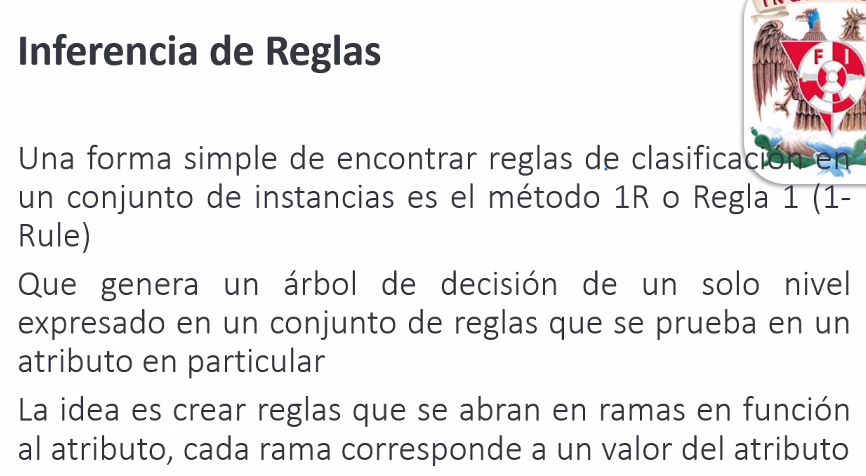 Inferencia de Reglas
F I
Una forma simple de encontrar reglas de clasificación en
un conjunto de instancias es el método 1R o Regla 1 (1-
Rule)
Que genera un árbol de decisión de un solo nivel
expresado en un conjunto de reglas que se prueba en un
atributo en particular
La idea es crear reglas que se abran en ramas en función
al atributo, cada rama corresponde a un valor del atributo